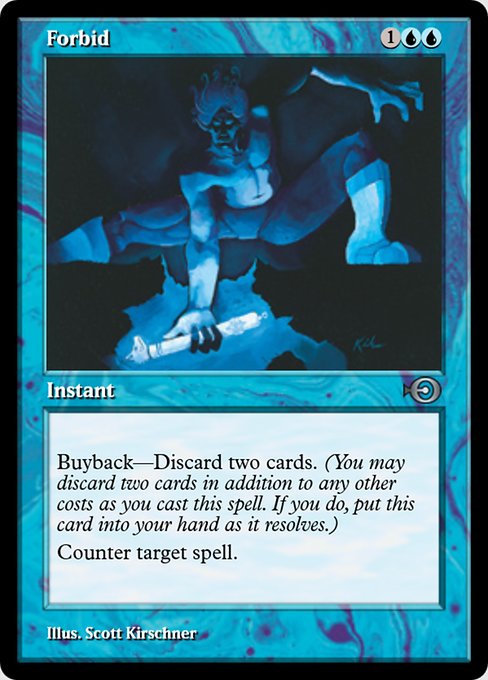 Forbid 1
Instant
Buyback—Discard two cards. (You may
discard two cards in addition to any other
costs as you cast this spell. If you do, put this
card into your hand as it resolves.)
Counter target spell.
Illus. Scott Kirschner